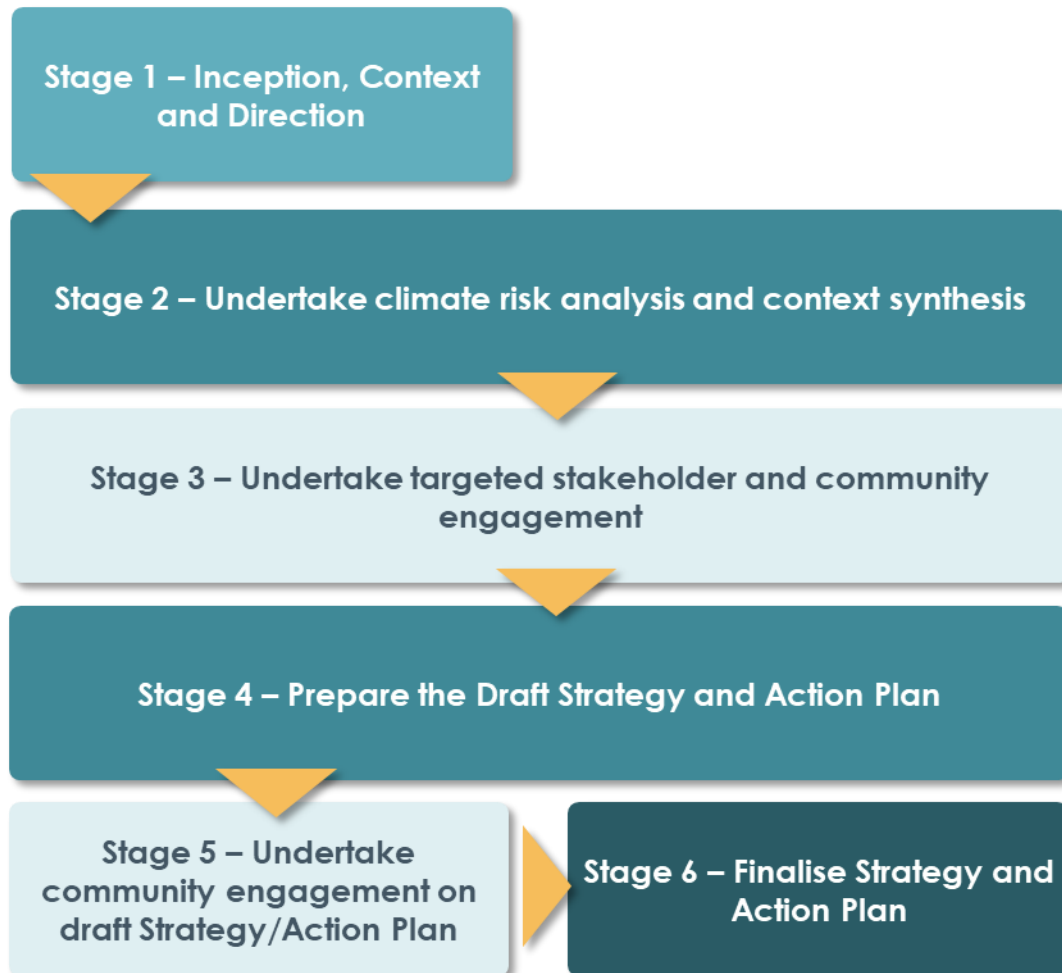 Stage 1 – Inception, Context
and Direction
Stage 2 – Undertake climate risk analysis and context synthesis
Stage 3 – Undertake targeted stakeholder and community
engagement
Stage 4 – Prepare the Draft Strategy and Action Plan
Stage 5 – Undertake
community engagement on
draft Strategy/Action Plan
Stage 6 – Finalise Strategy and
Action Plan